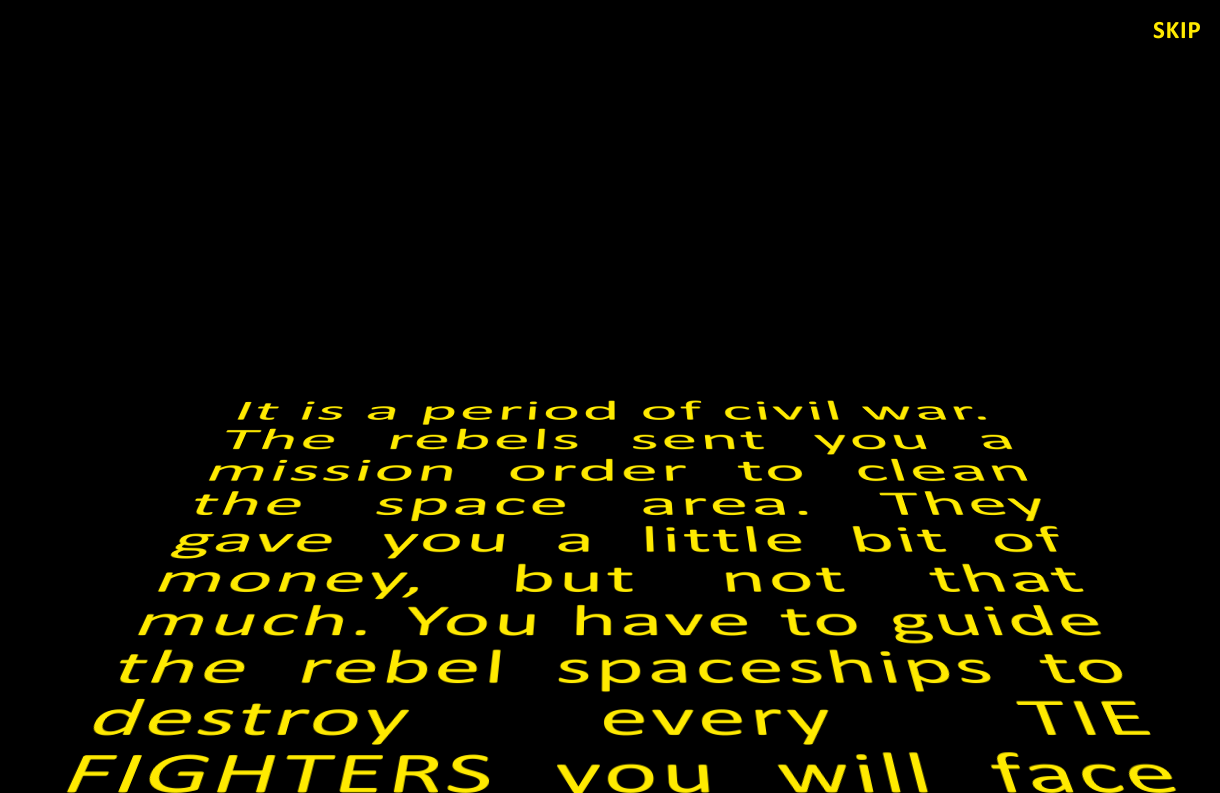 SKIP
It is a period of civil war.
The rebels sent you a
mission order to clean
the space area. They
gave you a little bit of
money, but not that
much. You have to guide
the rebel spaceships to
destroy every TIE
FIGHTERS you will face